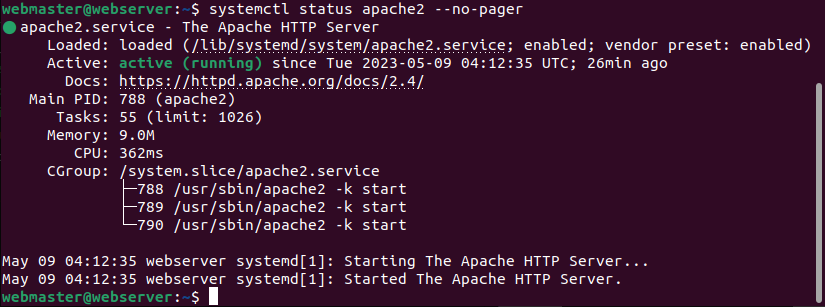 webmaster@webserver:~$ systemctl status apache2 --no-pager
● apache2.service - The Apache HTTP Server
     Loaded: loaded (/lib/systemd/system/apache2.service; enabled; vendor preset: enabled)
     Active: active (running) since Tue 2023-05-09 04:12:35 UTC; 26min ago
       Docs: https://httpd.apache.org/docs/2.4/
   Main PID: 788 (apache2)
      Tasks: 55 (limit: 1026)
     Memory: 9.0M
        CPU: 362ms
     CGroup: /system.slice/apache2.service
             ├─788 /usr/sbin/apache2 -k start
             ├─789 /usr/sbin/apache2 -k start
             └─790 /usr/sbin/apache2 -k start

May 09 04:12:35 webserver systemd[1]: Starting The Apache HTTP Server...
May 09 04:12:35 webserver systemd[1]: Started The Apache HTTP Server.
webmaster@webserver:~$